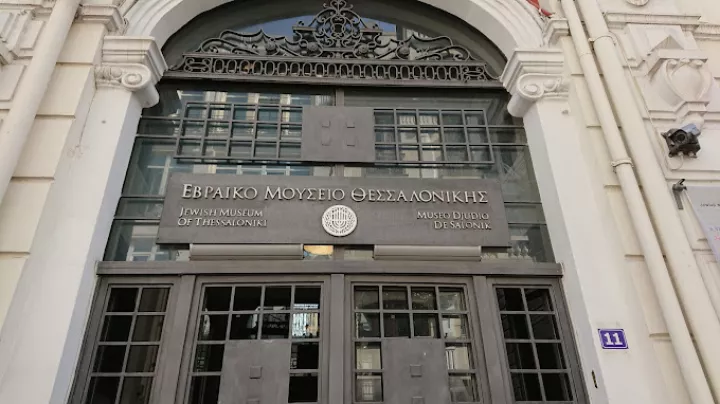 ΕΒΡΑΪΚΟ ΜΟΥΣΕΙΟ ΘΕΣΣΑΛΟΝΙΚΗΣ
JEWISH MUSEUM
OF THESSALONIKI
MUSEO DJUDIO
DE SALONIK
11